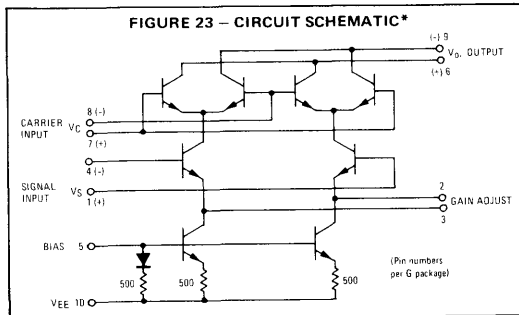 FIGURE 23 – CIRCUIT SCHEMATIC*
(-) 9
Vo, OUTPUT
(+) 6
8 (-)
CARRIER INPUT VC
7 (+)
4 (-)
SIGNAL INPUT VS
1 (+)
2
GAIN ADJUST
3
BIAS 5
(Pin numbers
per G package)
500
500
500
VEE 10